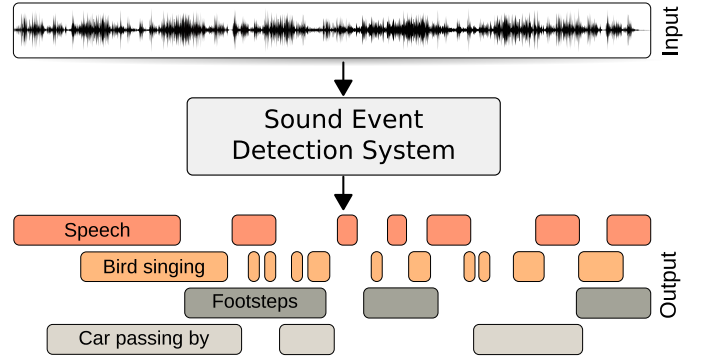 Input
Sound Event
Detection System
Speech
Bird singing
Footsteps
Car passing by
Output